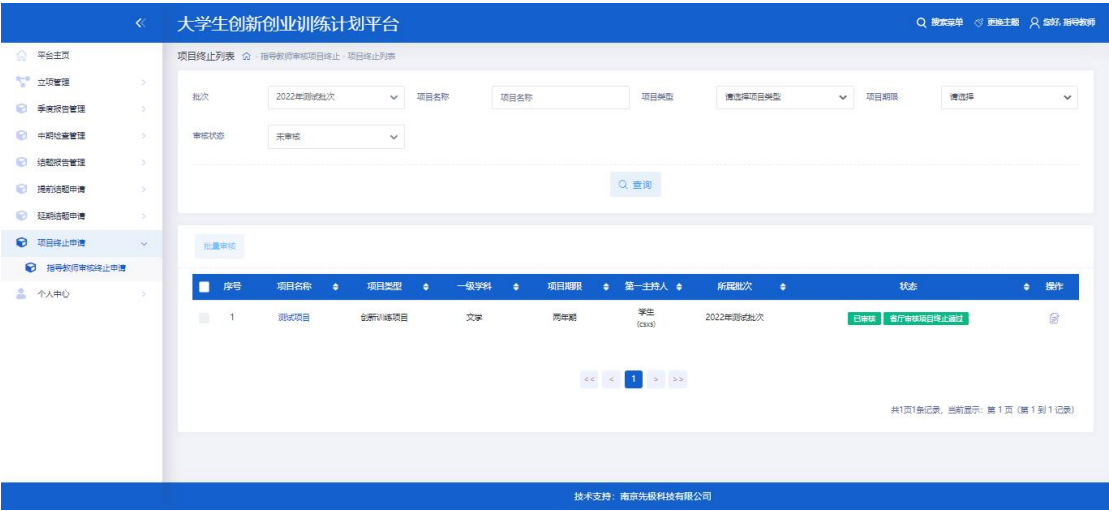 大学生创新创业训练计划平台
搜索菜单 更换主题 您好, 指导教师
平台主页
立项管理
季度报告管理
中期检查管理
结题报告管理
提前结题申请
延期结题申请
项目终止申请
指导教师审核终止申请
个人中心
项目终止列表 - 指导教师审核项目终止 - 项目终止列表
批次 2022年测试批次 项目名称 项目名称 项目类型 请选择项目类型 项目期限 请选择
审核状态 未审核
查询
批量审核
序号 项目名称 项目类型 一级学科 项目期限 第一主持人 所属批次 状态 操作
1 测试项目 创新训练项目 文学 两年期 学生 2022年测试批次 已审核 省厅审核项目终止通过
(csxs)
<< < 1 > >>
共1页1条记录, 当前显示: 第 1 页 (第 1 到 1 记录)
技术支持: 南京先极科技有限公司